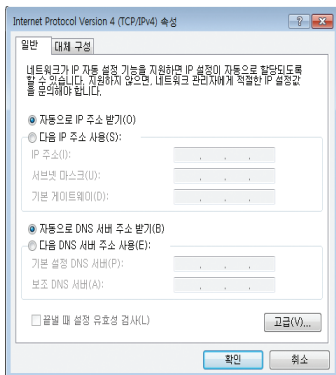 Internet Protocol Version 4 (TCP/IPv4) 속성
일반
대체 구성
네트워크가 IP 자동 설정 기능을 지원하면 IP 설정이 자동으로 할당되도록
할 수 있습니다. 지원하지 않으면, 네트워크 관리자에게 적절한 IP 설정값
을 문의해야 합니다.
자동으로 IP 주소 받기(O)
다음 IP 주소 사용(S):
IP 주소(I):
서브넷 마스크(U):
기본 게이트웨이(D):
자동으로 DNS 서버 주소 받기(B)
다음 DNS 서버 주소 사용(E):
기본 설정 DNS 서버(P):
보조 DNS 서버(A):
끝낼 때 설정 유효성 검사(L)
고급(V)...
확인
취소